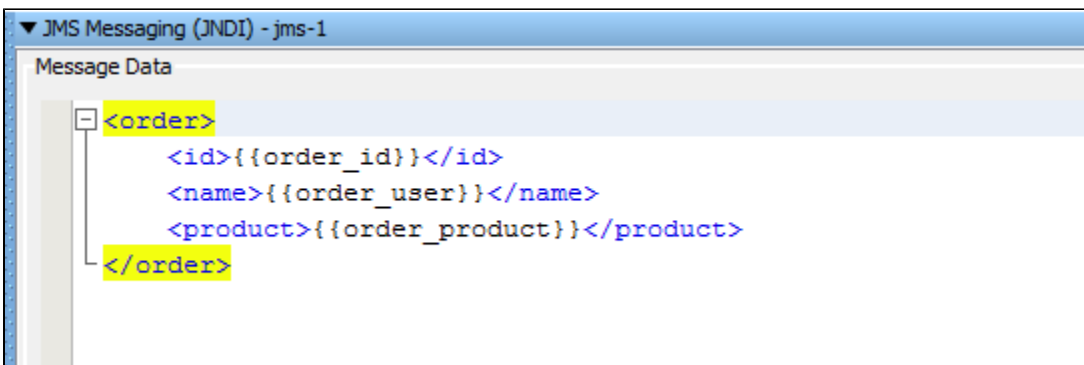 JMS Messaging (JNDI) - jms-1
Message Data
<order>
<id>{{order_id}}</id>
<name>{{order_user}}</name>
<product>{{order_product}}</product>
</order>